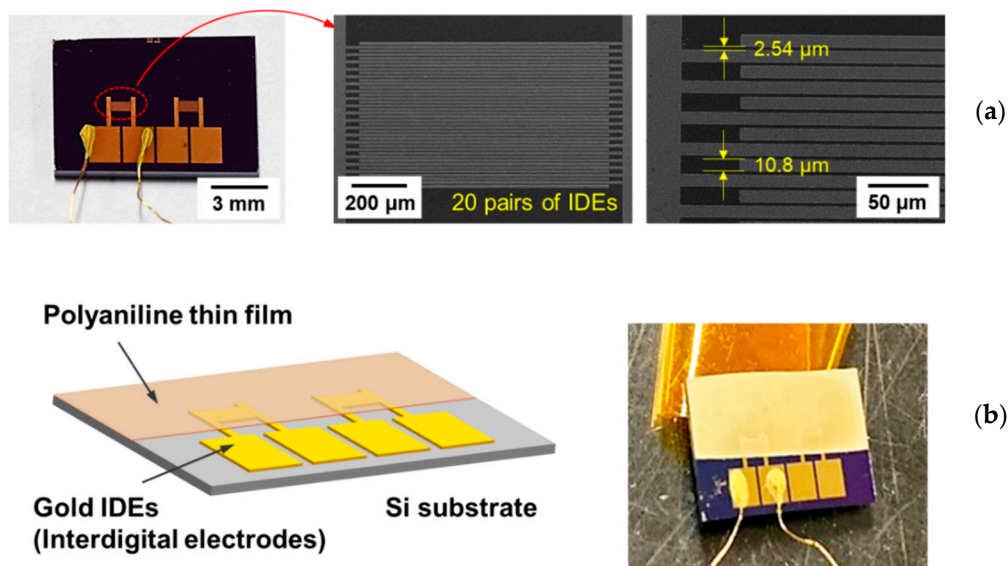 2.54 µm
10.8 µm
(a)
3 mm
200 µm
20 pairs of IDEs
50 µm
Polyaniline thin film
(b)
Gold IDEs
(Interdigital electrodes)
Si substrate